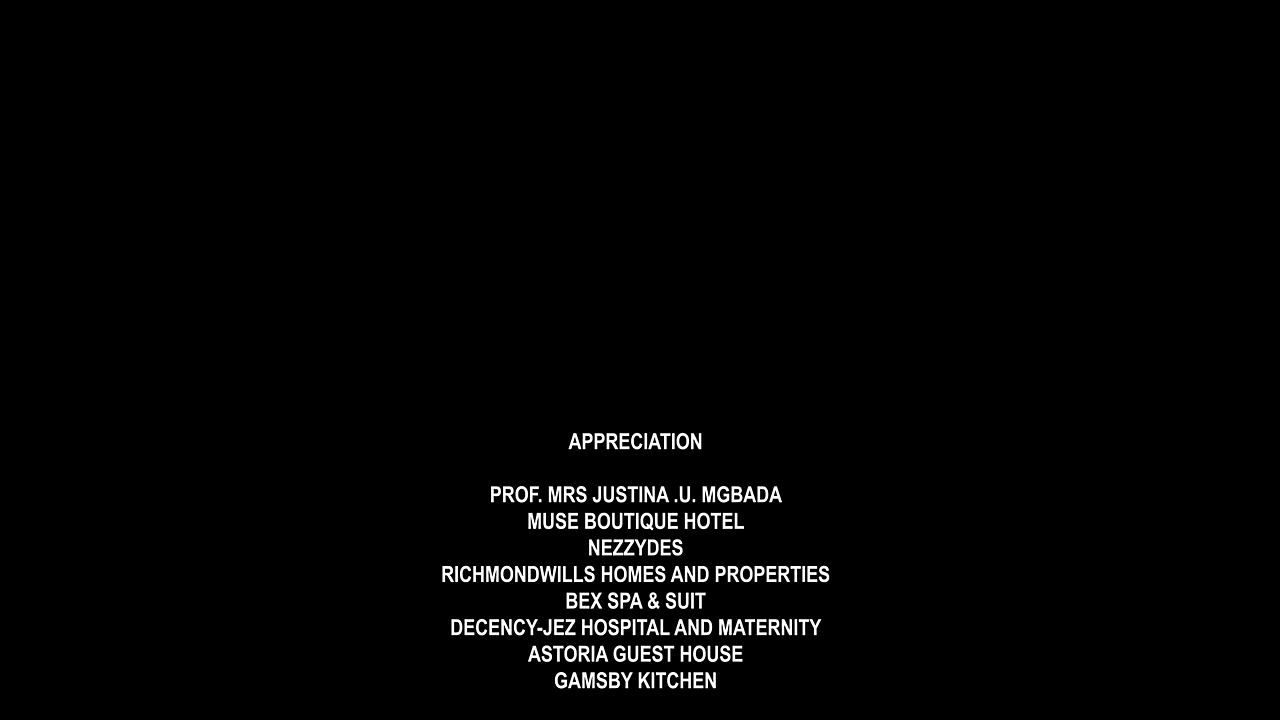 APPRECIATION
PROF. MRS JUSTINA .U. MGBADA
MUSE BOUTIQUE HOTEL
NEZZYDES
RICHMONDWILLS HOMES AND PROPERTIES
BEX SPA & SUIT
DECENCY-JEZ HOSPITAL AND MATERNITY
ASTORIA GUEST HOUSE
GAMSBY KITCHEN